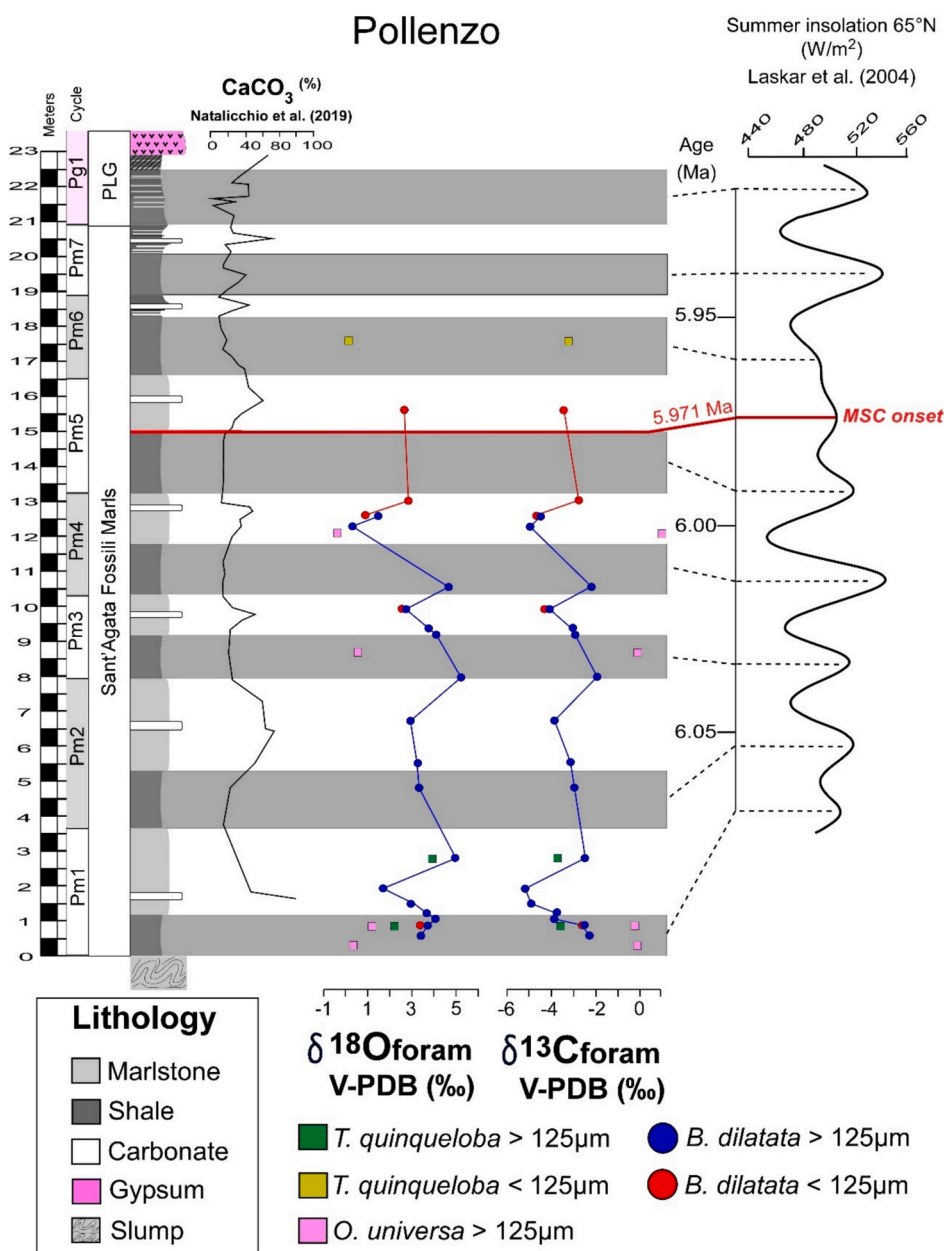 Pollenzo
Summer insolation 65°N
(W/m²)
Laskar et al. (2004)
CaCO₃ (%)
Natalicchio et al. (2019)
0 60 80 100
440 480 520 560
Age
(Ma)
Meters
Cycle
23
22
21
20
19
18
17
16
15
14
13
12
11
10
9
8
7
6
5
4
3
2
1
0
Pg1
Pm7
Pm6
Pm5
Pm4
Pm3
Pm2
Pm1
PLG
Sant'Agata Fossili Marls
5.95
5.971 Ma
MSC onset
6.00
6.05
-1 1 3 5
δ ¹⁸Oforam
V-PDB (‰)
-6 -4 -2 0
δ ¹³Cforam
V-PDB (‰)
Lithology
Marlstone
Shale
Carbonate
Gypsum
Slump
T. quinqueloba > 125µm
T. quinqueloba < 125µm
O. universa > 125µm
B. dilatata > 125µm
B. dilatata < 125µm